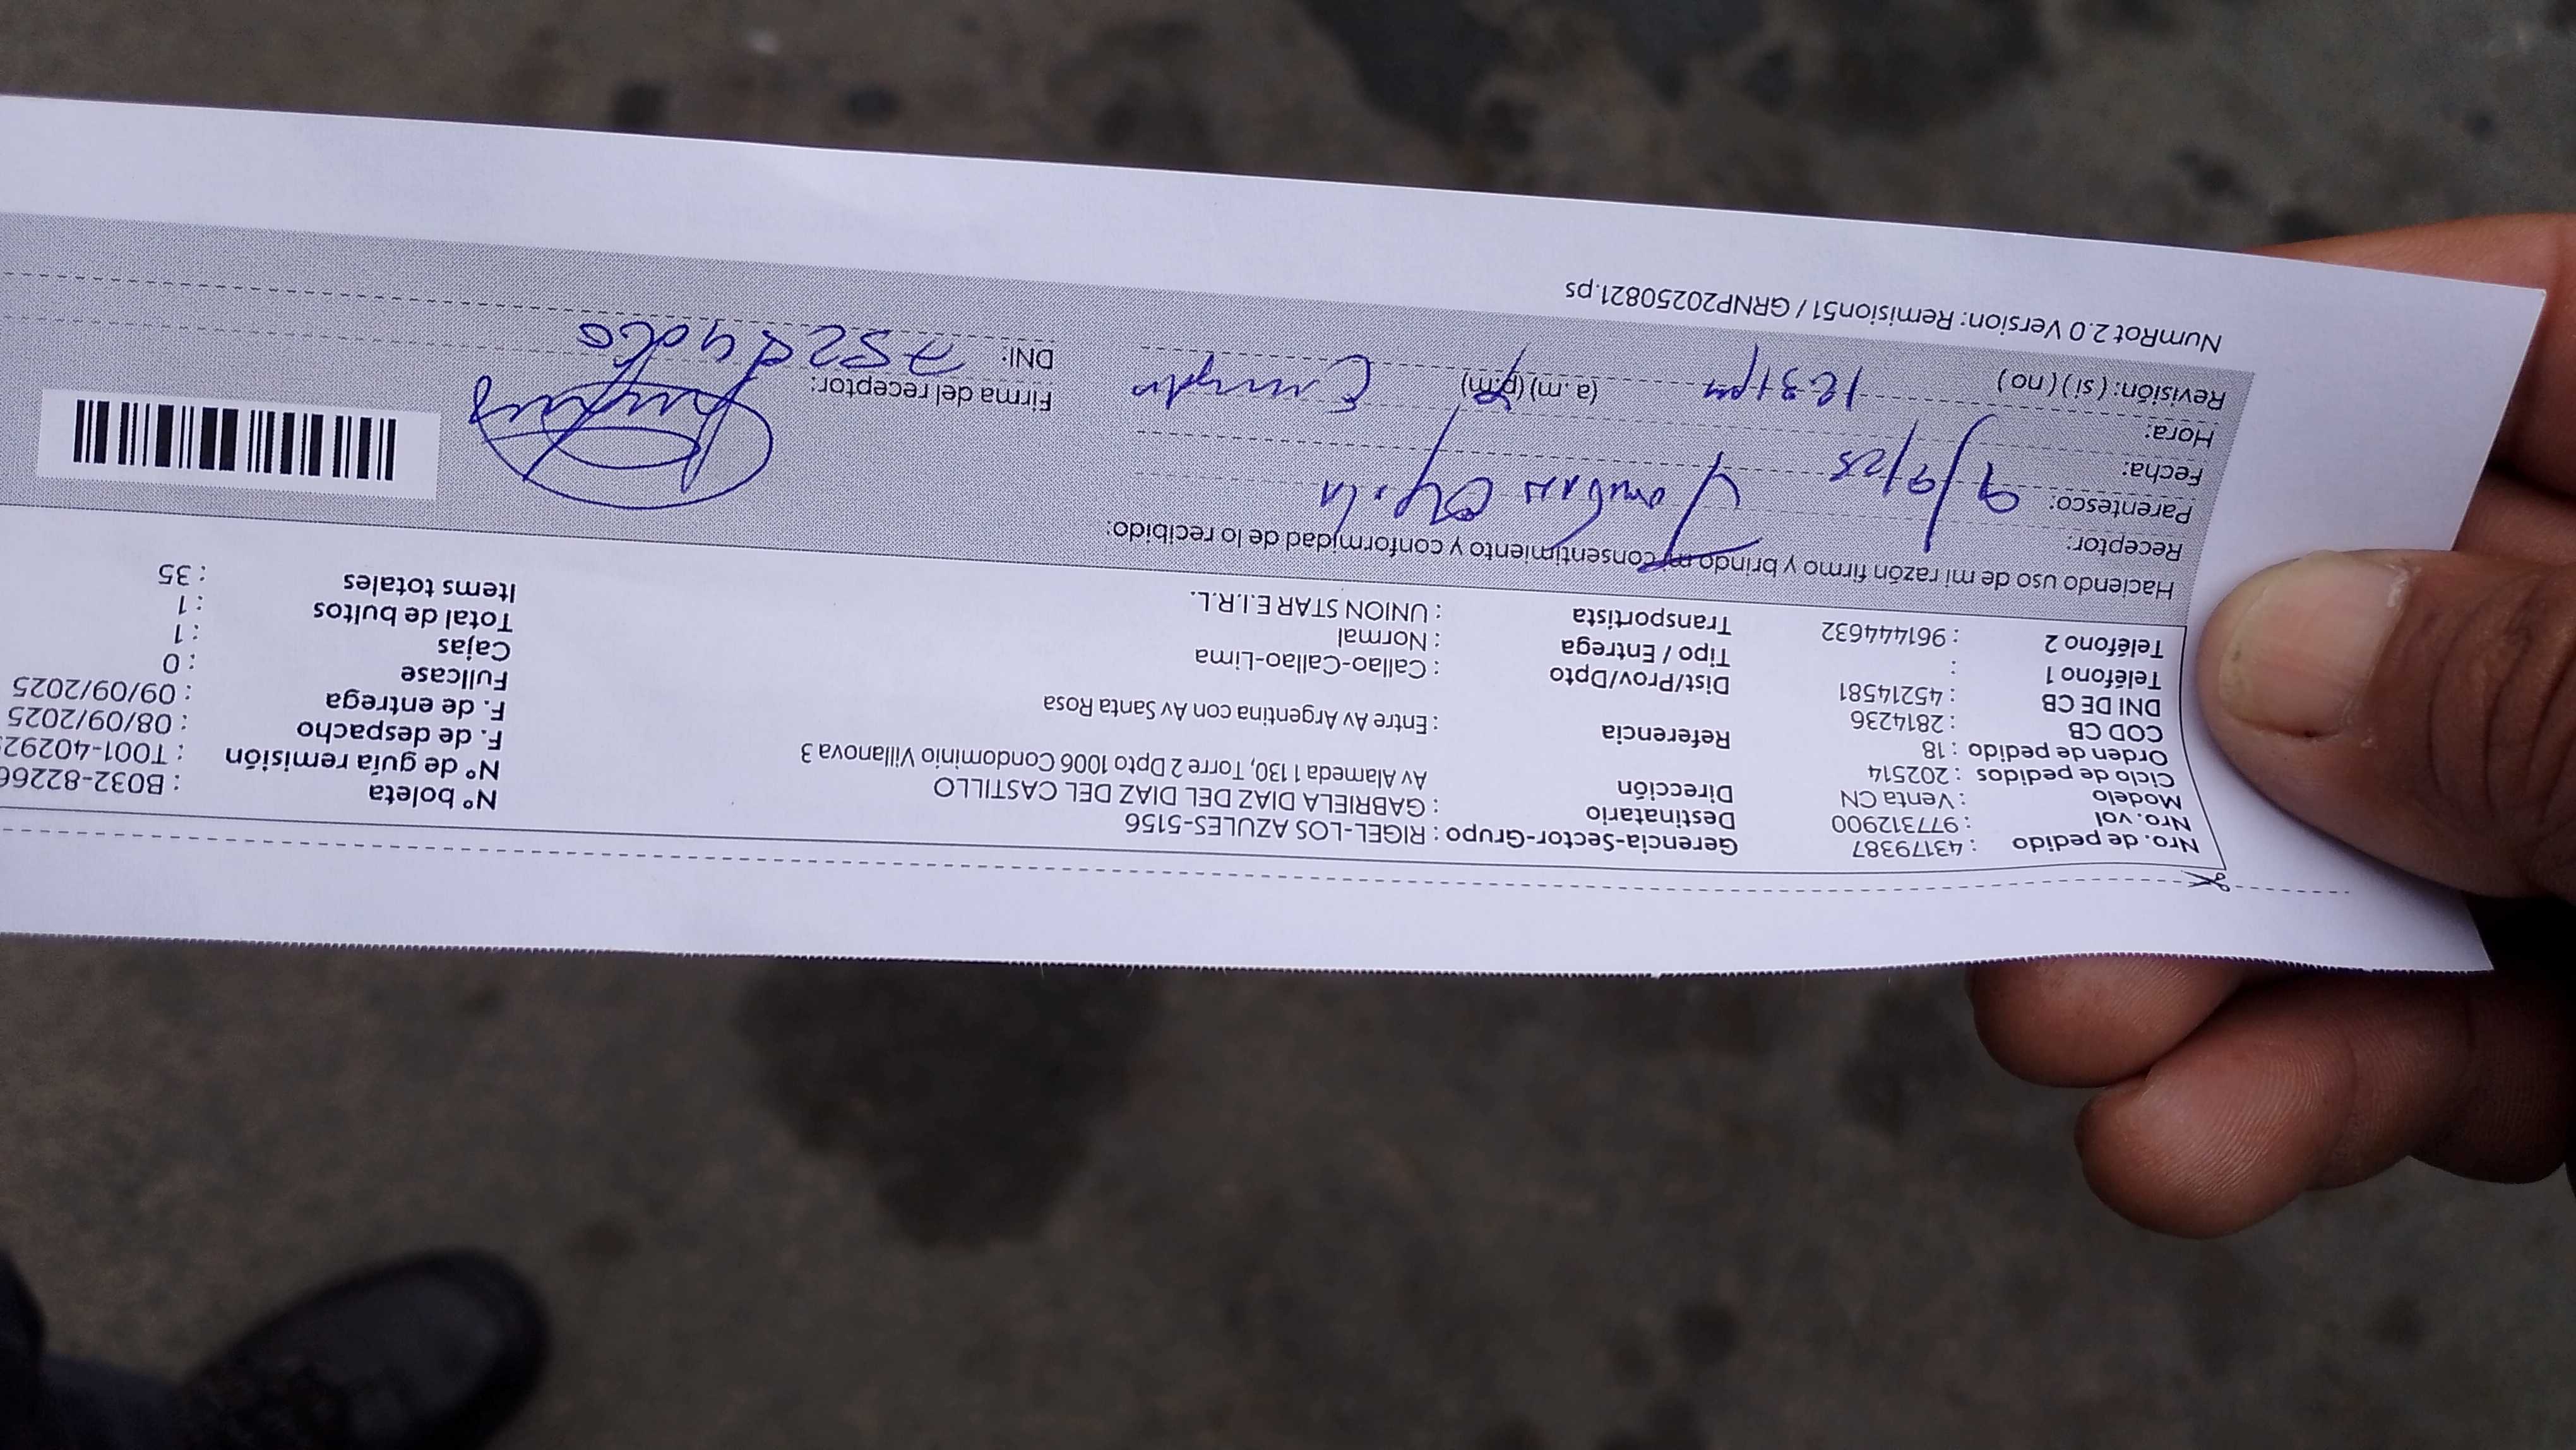 Nro. de pedido : 43179387
Nro. vol : 977312900
Modelo : Venta CN
Ciclo de pedidos : 202514
Orden de pedido : 18
COD CB : 2814236
DNI DE CB : 45214581
Teléfono 1 :
Teléfono 2 : 961444632
Gerencia-Sector-Grupo : RIGEL-LOS AZULES-5156
Destinatario : GABRIELA DIAZ DEL DIAZ DEL CASTILLO
Dirección Av Alameda 1 130, Torre 2 Dpto 1006 Condominio Villanova 3
Referencia : Entre Av Argentina con Av Santa Rosa
Dist/Prov/Dpto : Callao-Callao-Lima
Tipo / Entrega : Normal
Transportista : UNION STAR E.I.R.L.
Nº boleta : B032-82266
Nº de guía remisión : T001-40292
F. de despacho : 08/09/2025
F. de entrega : 09/09/2025
Fullcase : 0
Cajas : 1
Total de bultos : 1
Items totales : 35
Haciendo uso de mi razón firmo y brindo mi consentimiento y conformidad de lo recibido:
Receptor:
Parentesco:
Fecha: 9/9/25
Hora: (a. m) (p.m)
Revisión: ( si ) ( no )
Firma del receptor:
DNI:
NumRot 2.0 Version: Remision51 / GRNP20250821.ps